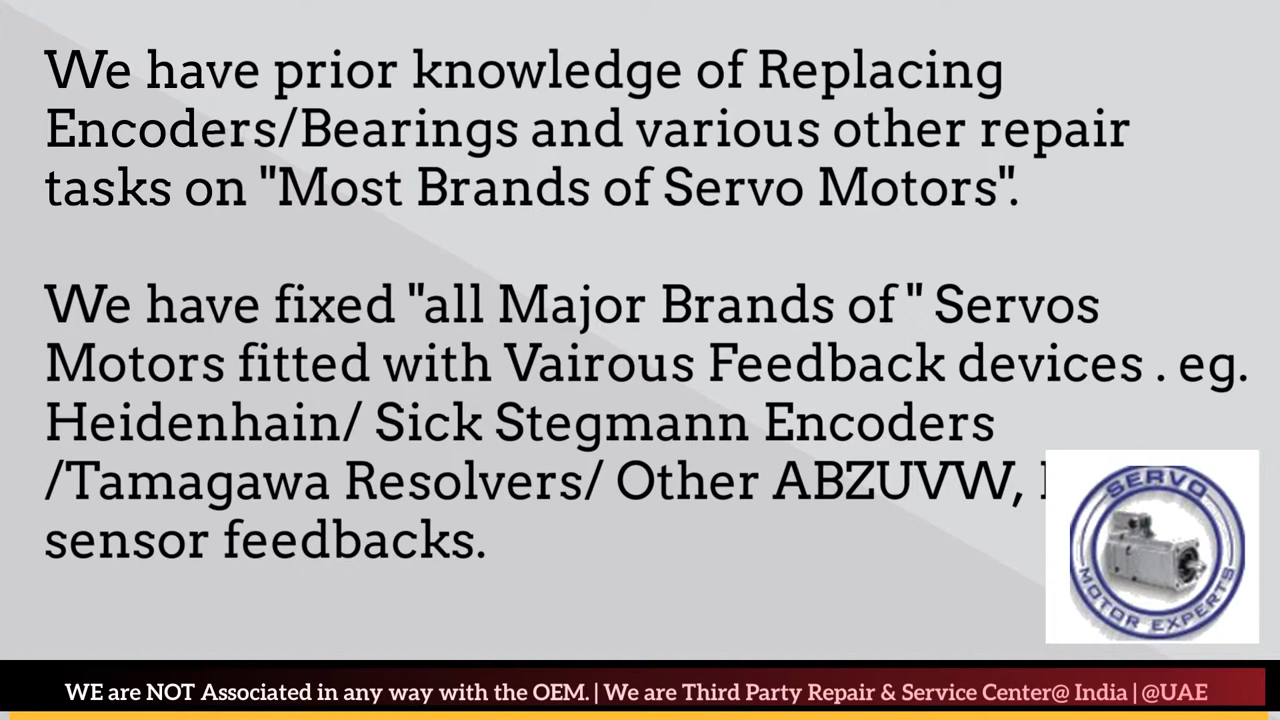 We have prior knowledge of Replacing
Encoders/Bearings and various other repair
tasks on "Most Brands of Servo Motors".
We have fixed "all Major Brands of " Servos
Motors fitted with Vairous Feedback devices . eg.
Heidenhain/ Sick Stegmann Encoders
/Tamagawa Resolvers/ Other ABZUVW,
sensor feedbacks.
SERVO
MOTOR EXPERTS
WE are NOT Associated in any way with the OEM. | We are Third Party Repair & Service Center@ India | @UAE